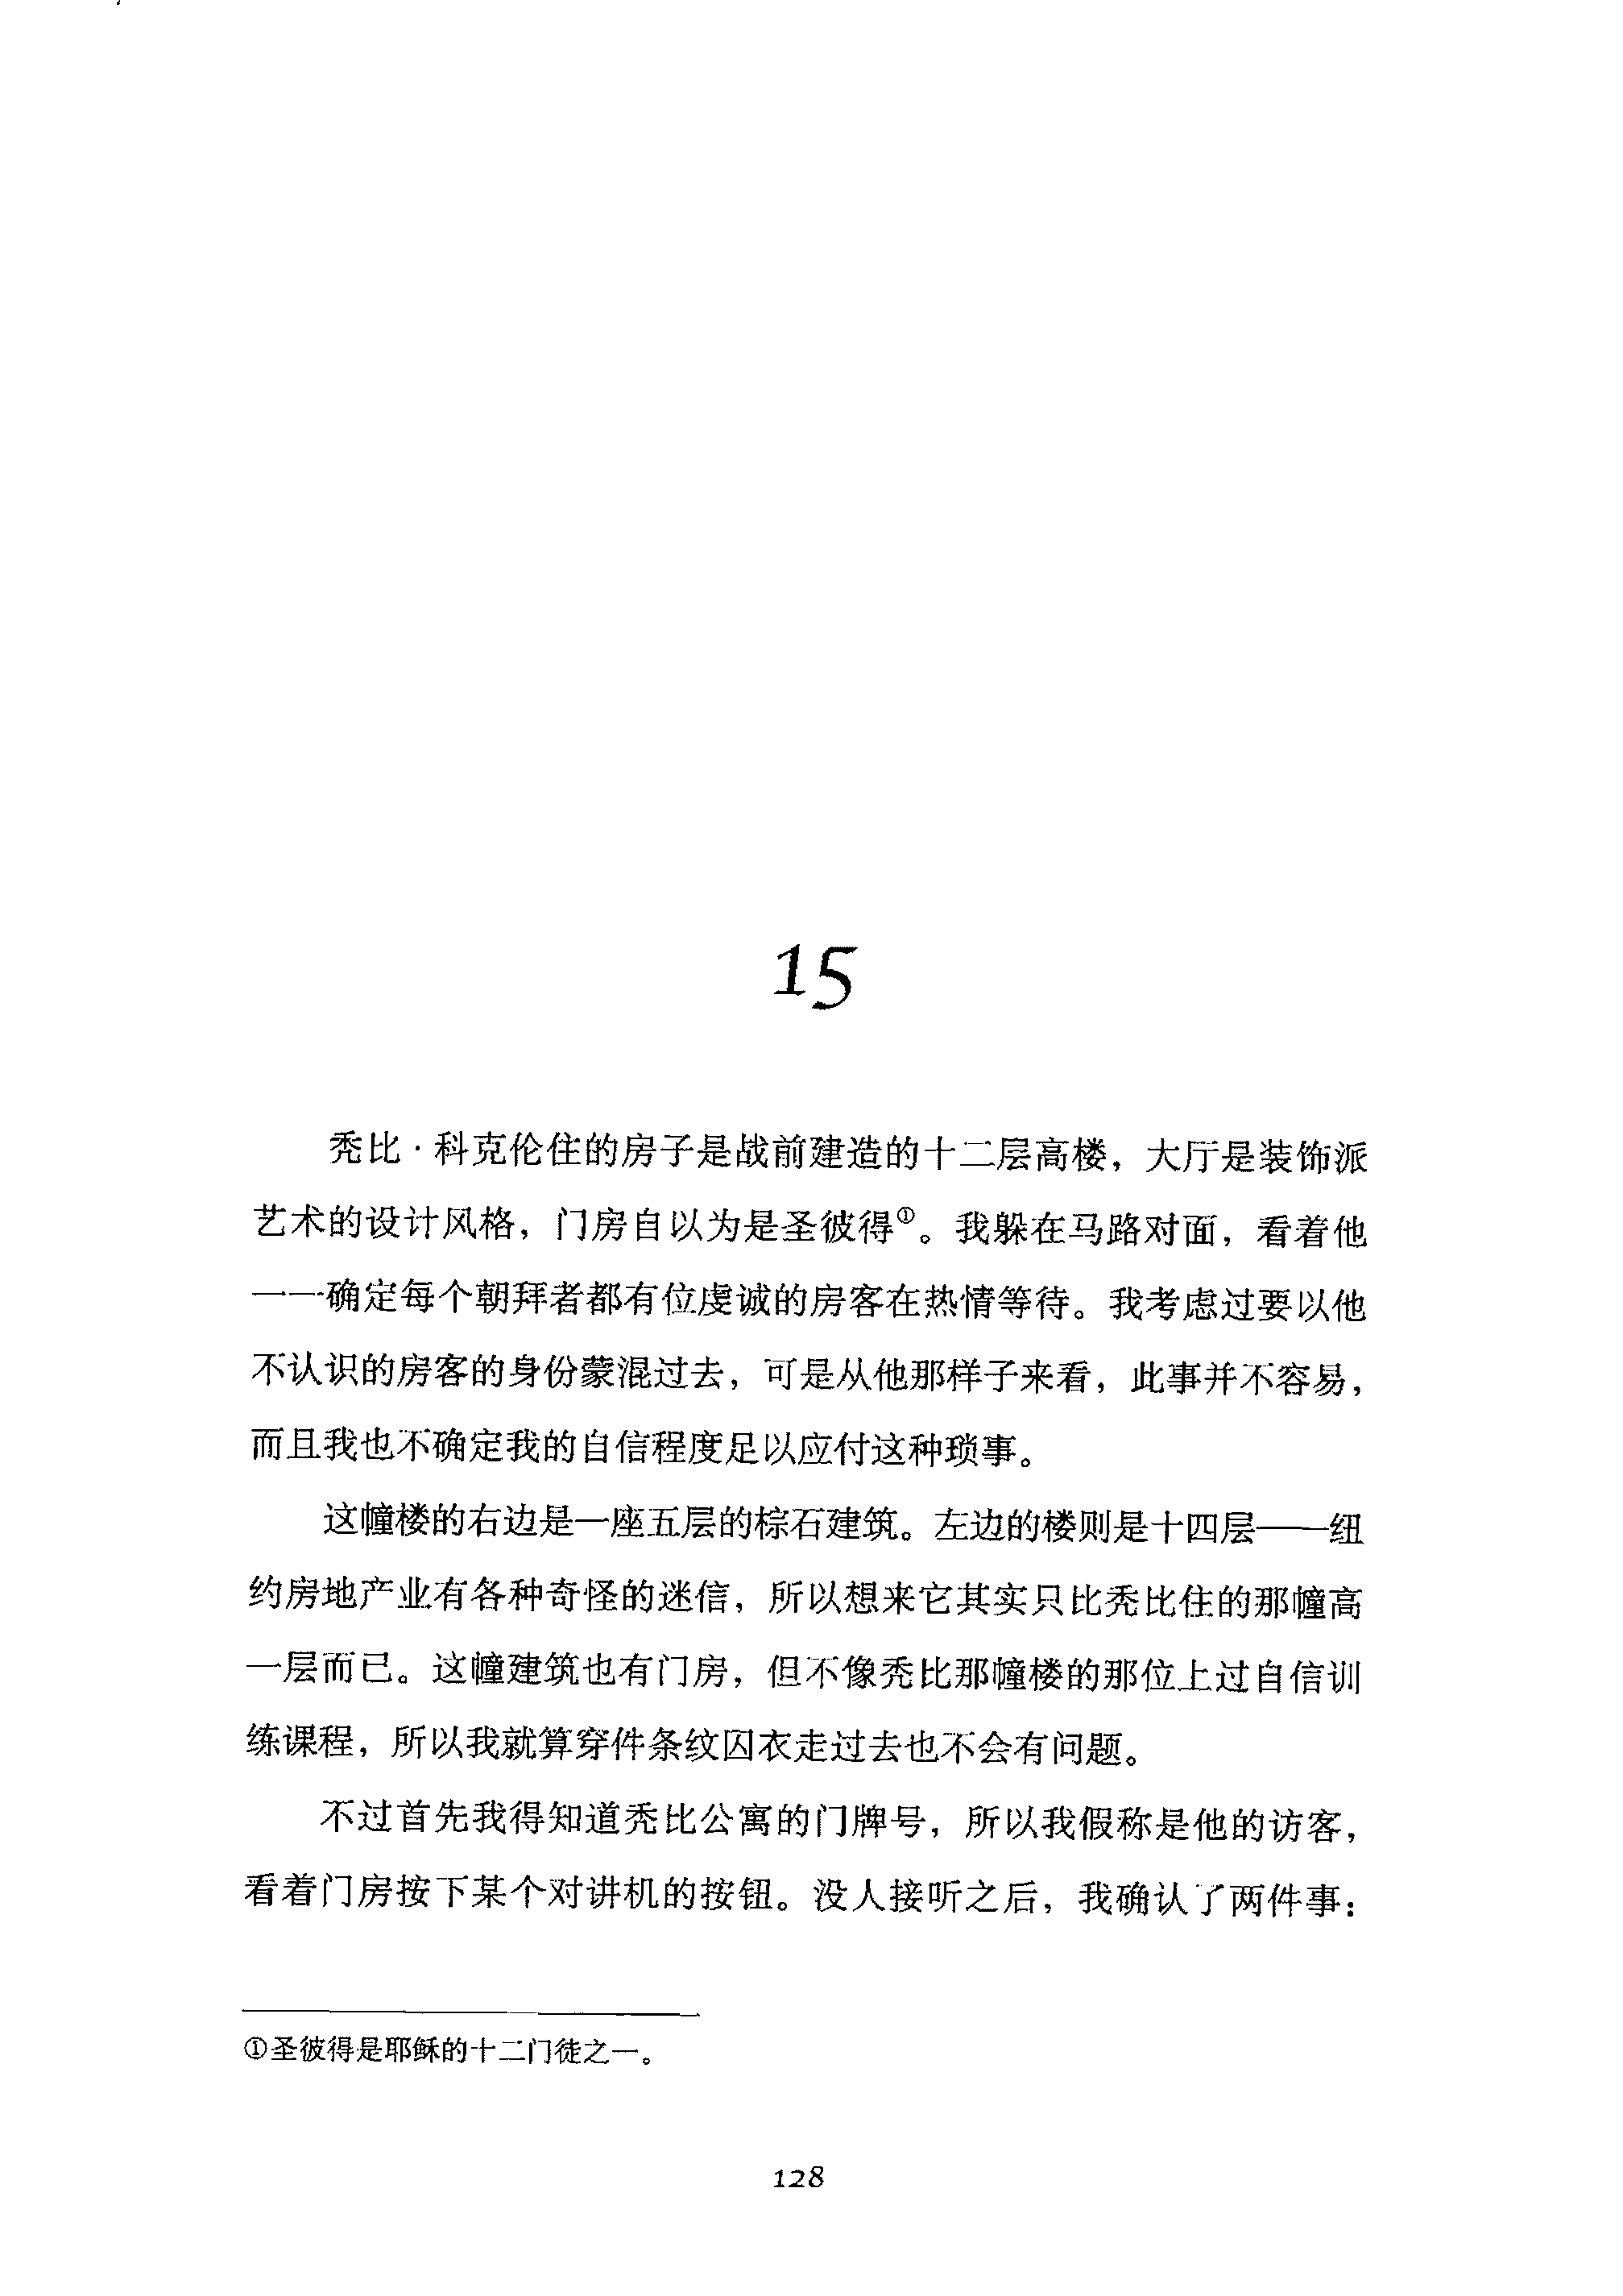 15
秃比·科克伦住的房子是战前建造的十二层高楼，大厅是装饰派
艺术的设计风格，门房自以为是圣彼得①。我躲在马路对面，看着他
一一确定每个朝拜者都有位虔诚的房客在热情等待。我考虑过要以他
不认识的房客的身份蒙混过去，可是从他那样子来看，此事并不容易，
而且我也不确定我的自信程度足以应付这种琐事。
这幢楼的右边是一座五层的棕石建筑。左边的楼则是十四层——纽
约房地产业有各种奇怪的迷信，所以想来它其实只比秃比住的那幢高
一层而已。这幢建筑也有门房，但不像秃比那幢楼的那位上过自信训
练课程，所以我就算穿件条纹囚衣走过去也不会有问题。
不过首先我得知道秃比公寓的门牌号，所以我假称是他的访客，
看着门房按下某个对讲机的按钮。没人接听之后，我确认了两件事：
①圣彼得是耶稣的十二门徒之一。
128